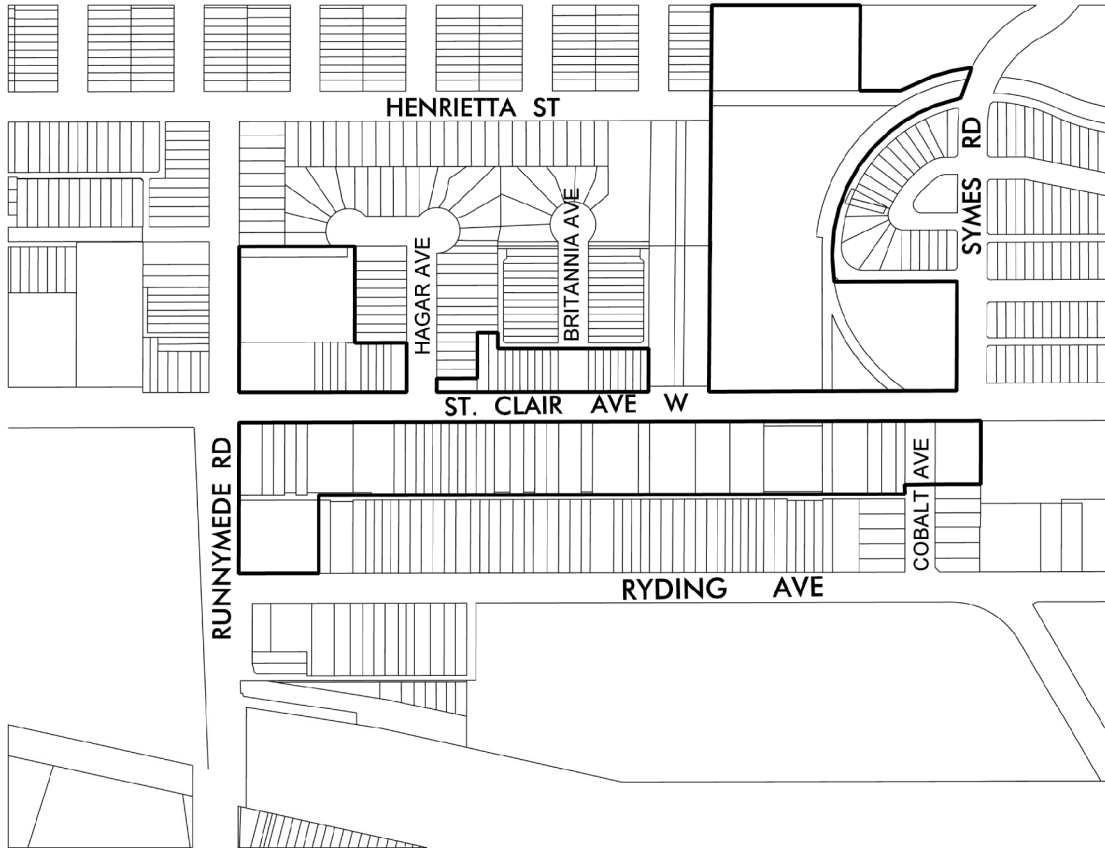 HENRIETTA ST
SYMES RD
BRITANNIA AVE
HAGAR AVE
ST. CLAIR AVE W
RUNNYMEDE RD
COBALT AVE
RYDING AVE